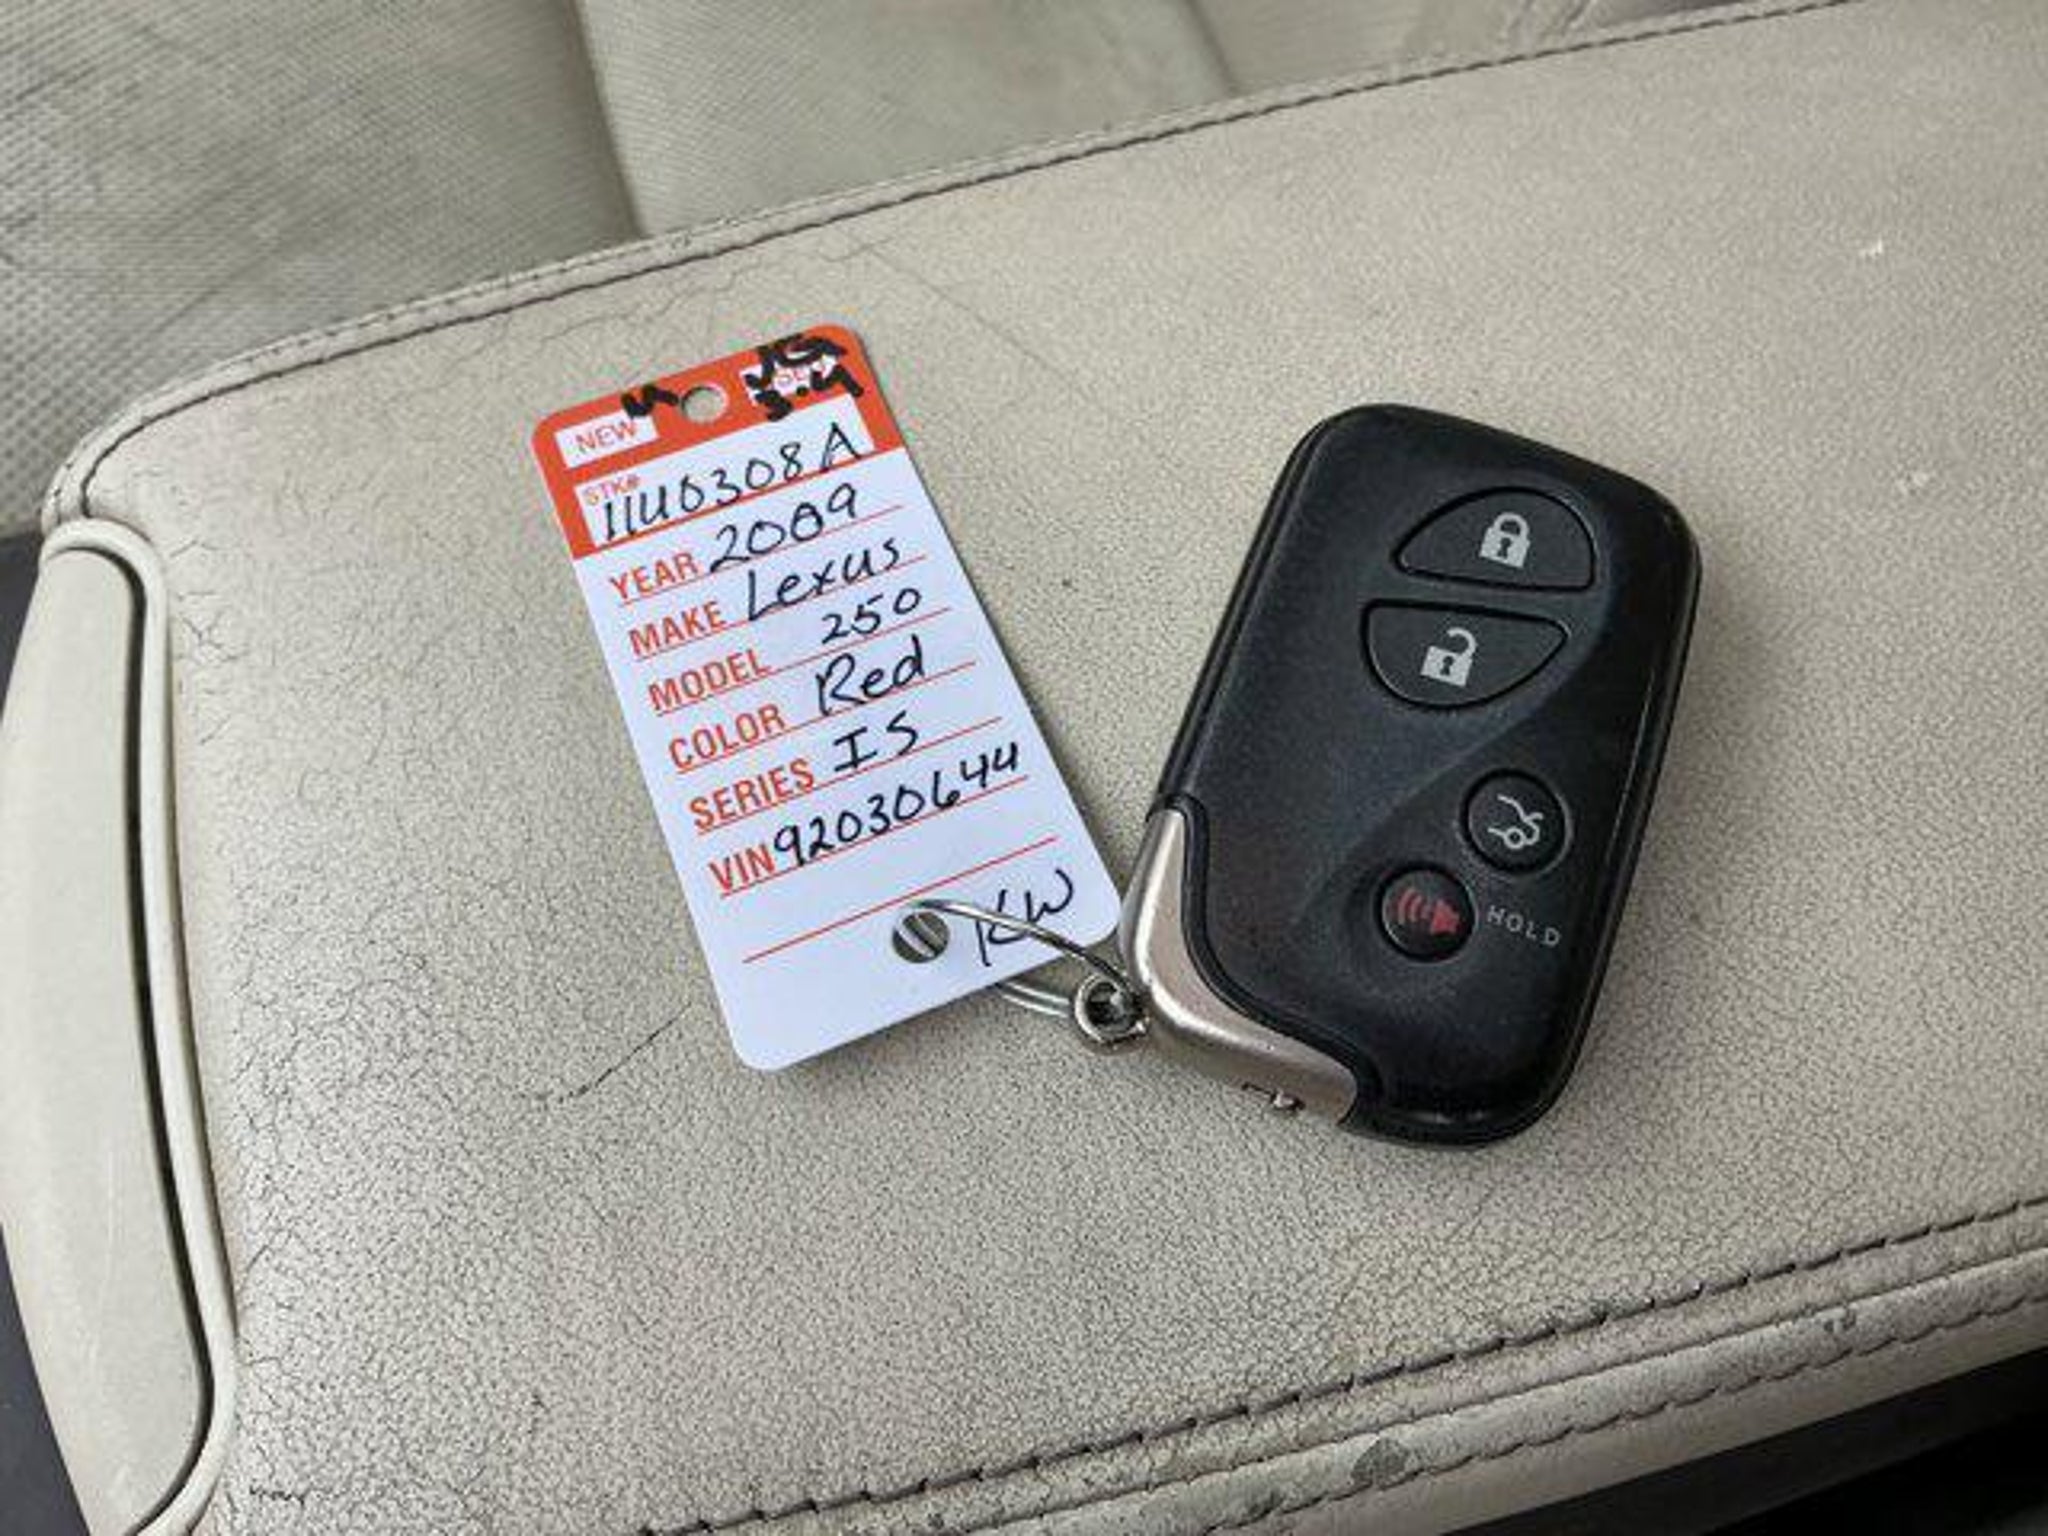 NEW
STK# 11U0308A
YEAR 2009
MAKE Lexus
MODEL 250
COLOR Red
SERIES IS
VIN 92030644
KW
HOLD